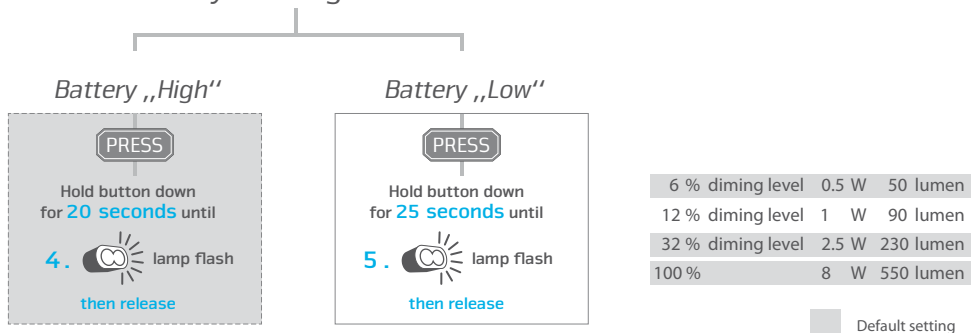 Battery „High“
PRESS
Hold button down
for 20 seconds until
4. lamp flash
then release
Battery „Low“
PRESS
Hold button down
for 25 seconds until
5. lamp flash
then release
6 % diming level 0.5 W 50 lumen
12 % diming level 1 W 90 lumen
32 % diming level 2.5 W 230 lumen
100 % 8 W 550 lumen
Default setting